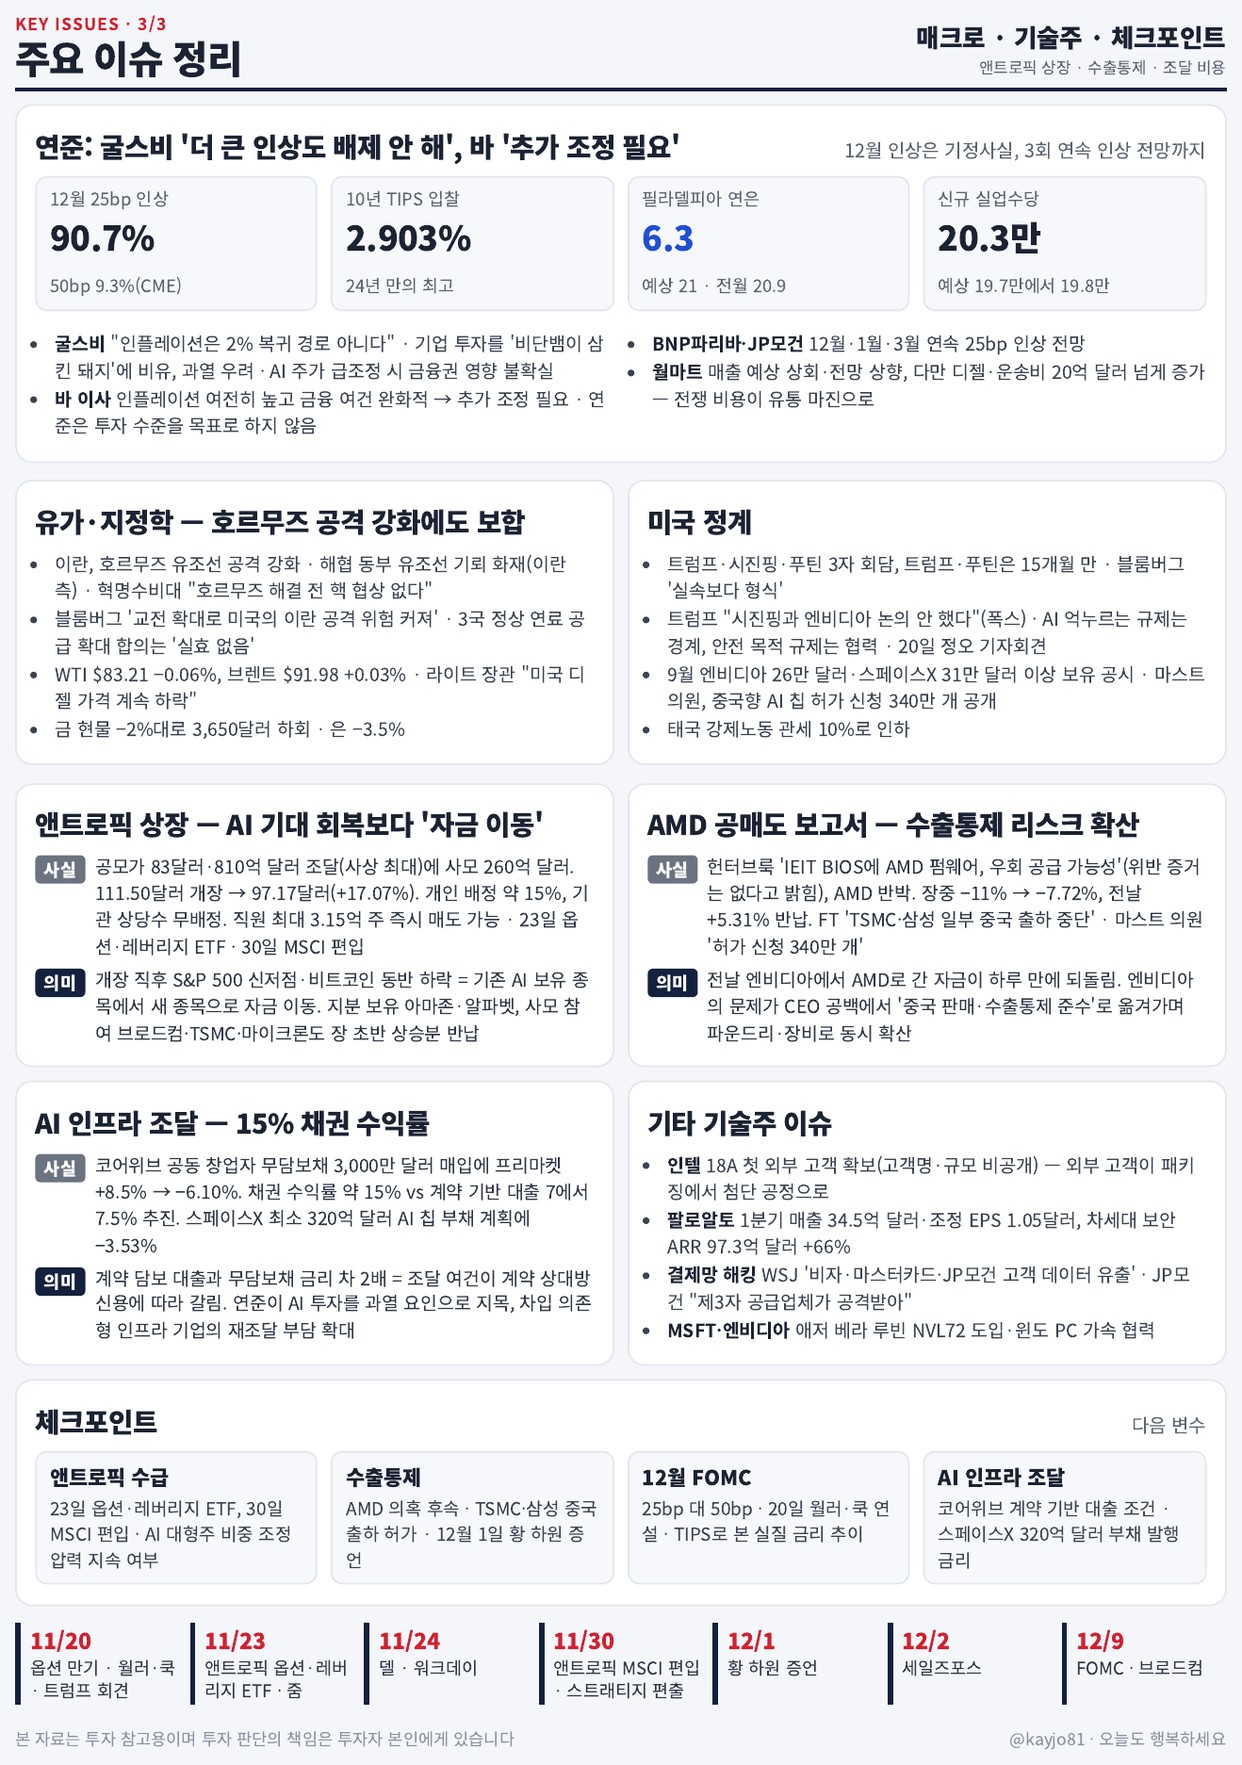 KEY ISSUES · 3/3
주요 이슈 정리
매크로 · 기술주 · 체크포인트
앤트로픽 상장 · 수출통제 · 조달 비용
연준: 굴스비 '더 큰 인상도 배제 안 해', 바 '추가 조정 필요'
12월 인상은 기정사실, 3회 연속 인상 전망까지
12월 25bp 인상
90.7%
50bp 9.3%(CME)
10년 TIPS 입찰
2.903%
24년 만의 최고
필라델피아 연은
6.3
예상 21 · 전월 20.9
신규 실업수당
20.3만
예상 19.7만에서 19.8만
• 굴스비 "인플레이션은 2% 복귀 경로 아니다" · 기업 투자를 '비단뱀이 삼
킨 돼지'에 비유, 과열 우려 · AI 주가 급조정 시 금융권 영향 불확실
• 바 이사 인플레이션 여전히 높고 금융 여건 완화적 → 추가 조정 필요 · 연
준은 투자 수준을 목표로 하지 않음
• BNP파리바·JP모건 12월·1월·3월 연속 25bp 인상 전망
• 월마트 매출 예상 상회·전망 상향, 다만 디젤·운송비 20억 달러 넘게 증가
— 전쟁 비용이 유통 마진으로
유가·지정학 — 호르무즈 공격 강화에도 보합
• 이란, 호르무즈 유조선 공격 강화 · 해협 동부 유조선 기뢰 화재(이란
측) · 혁명수비대 "호르무즈 해결 전 핵 협상 없다"
• 블룸버그 '교전 확대로 미국의 이란 공격 위험 커져' · 3국 정상 연료 공
급 확대 합의는 '실효 없음'
• WTI $83.21 −0.06%, 브렌트 $91.98 +0.03% · 라이트 장관 "미국 디
젤 가격 계속 하락"
• 금 현물 −2%대로 3,650달러 하회 · 은 −3.5%
미국 정계
• 트럼프·시진핑·푸틴 3자 회담, 트럼프·푸틴은 15개월 만 · 블룸버그
'실속보다 형식'
• 트럼프 "시진핑과 엔비디아 논의 안 했다"(폭스) · AI 억누르는 규제는
경계, 안전 목적 규제는 협력 · 20일 정오 기자회견
• 9월 엔비디아 26만 달러·스페이스X 31만 달러 이상 보유 공시 · 마스트
의원, 중국향 AI 칩 허가 신청 340만 개 공개
• 태국 강제노동 관세 10%로 인하
앤트로픽 상장 — AI 기대 회복보다 '자금 이동'
사실 공모가 83달러·810억 달러 조달(사상 최대)에 사모 260억 달러.
111.50달러 개장 → 97.17달러(+17.07%). 개인 배정 약 15%, 기
관 상당수 무배정. 직원 최대 3.15억 주 즉시 매도 가능 · 23일 옵
션·레버리지 ETF · 30일 MSCI 편입
의미 개장 직후 S&P 500 신저점·비트코인 동반 하락 = 기존 AI 보유 종
목에서 새 종목으로 자금 이동. 지분 보유 아마존·알파벳, 사모 참
여 브로드컴·TSMC·마이크론도 장 초반 상승분 반납
AMD 공매도 보고서 — 수출통제 리스크 확산
사실 헌터브룩 'IEIT BIOS에 AMD 펌웨어, 우회 공급 가능성'(위반 증거
는 없다고 밝힘), AMD 반박. 장중 −11% → −7.72%, 전날
+5.31% 반납. FT 'TSMC·삼성 일부 중국 출하 중단' · 마스트 의원
'허가 신청 340만 개'
의미 전날 엔비디아에서 AMD로 간 자금이 하루 만에 되돌림. 엔비디아
의 문제가 CEO 공백에서 '중국 판매·수출통제 준수'로 옮겨가며
파운드리·장비로 동시 확산
AI 인프라 조달 — 15% 채권 수익률
사실 코어위브 공동 창업자 무담보채 3,000만 달러 매입에 프리마켓
+8.5% → −6.10%. 채권 수익률 약 15% vs 계약 기반 대출 7에서
7.5% 추진. 스페이스X 최소 320억 달러 AI 칩 부채 계획에
−3.53%
의미 계약 담보 대출과 무담보채 금리 차 2배 = 조달 여건이 계약 상대방
신용에 따라 갈림. 연준이 AI 투자를 과열 요인으로 지목, 차입 의존
형 인프라 기업의 재조달 부담 확대
기타 기술주 이슈
• 인텔 18A 첫 외부 고객 확보(고객명·규모 비공개) — 외부 고객이 패키
징에서 첨단 공정으로
• 팔로알토 1분기 매출 34.5억 달러·조정 EPS 1.05달러, 차세대 보안
ARR 97.3억 달러 +66%
• 결제망 해킹 WSJ '비자·마스터카드·JP모건 고객 데이터 유출' · JP모
건 "제3자 공급업체가 공격받아"
• MSFT·엔비디아 애저 베라 루빈 NVL72 도입·윈도 PC 가속 협력
체크포인트
다음 변수
앤트로픽 수급
23일 옵션·레버리지 ETF, 30일
MSCI 편입 · AI 대형주 비중 조정
압력 지속 여부
수출통제
AMD 의혹 후속 · TSMC·삼성 중국
출하 허가 · 12월 1일 황 하원 증
언
12월 FOMC
25bp 대 50bp · 20일 월러·쿡 연
설 · TIPS로 본 실질 금리 추이
AI 인프라 조달
코어위브 계약 기반 대출 조건 ·
스페이스X 320억 달러 부채 발행
금리
11/20
옵션 만기 · 월러·쿡
· 트럼프 회견
11/23
앤트로픽 옵션·레버
리지 ETF · 줌
11/24
델 · 워크데이
11/30
앤트로픽 MSCI 편입
· 스트래티지 편출
12/1
황 하원 증언
12/2
세일즈포스
12/9
FOMC · 브로드컴
본 자료는 투자 참고용이며 투자 판단의 책임은 투자자 본인에게 있습니다
@kayjo81 · 오늘도 행복하세요